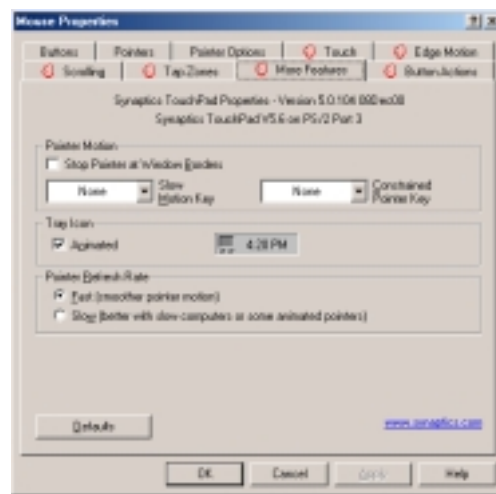 Mouse Properties
Buttons Pointers Pointer Options Touch Edge Motion
Scrolling Tap Zones More Features Button Actions
Synaptics TouchPad Properties - Version 5.0.104
Synaptics TouchPad V5.6 on PS/2 Port 3
Pointer Motion
Stop Pointer at Window Borders
None Slow Motion Key None Constrained Pointer Key
Tray Icon
Animated 4:20 PM
Pointer Refresh Rate
Fast (smoother pointer motion)
Slow (better with slow computers or some animated pointers)
Defaults www.synaptics.com
OK Cancel Apply Help